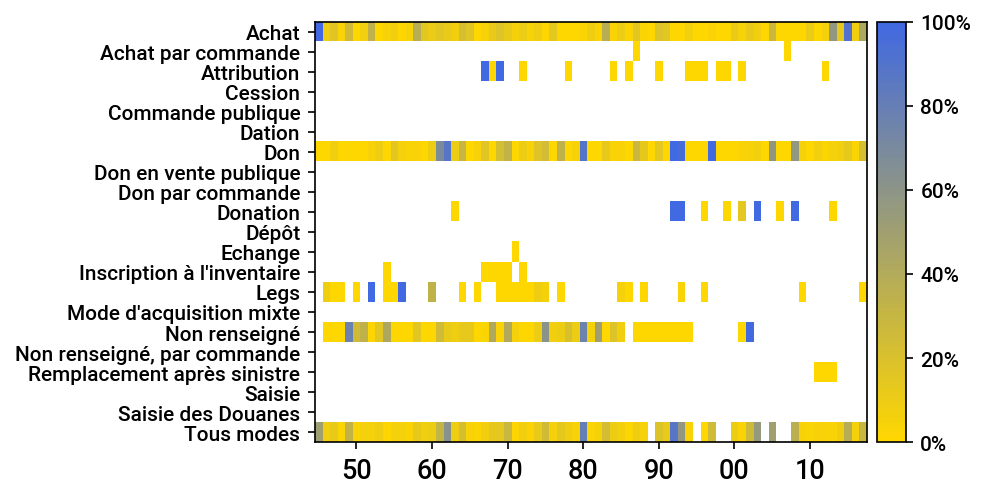 Achat
Achat par commande
Attribution
Cession
Commande publique
Dation
Don
Don en vente publique
Don par commande
Donation
Dépôt
Echange
Inscription à l'inventaire
Legs
Mode d'acquisition mixte
Non renseigné
Non renseigné, par commande
Remplacement après sinistre
Saisie
Saisie des Douanes
Tous modes
50 60 70 80 90 00 10
100%
80%
60%
40%
20%
0%